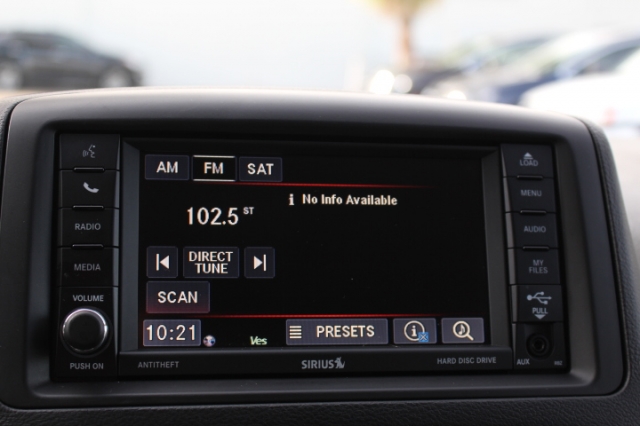 AM FM SAT
i No Info Available
102.5 ST
DIRECT
TUNE
SCAN
10:21
Ves
PRESETS
RADIO
MEDIA
VOLUME
PUSH ON
LOAD
MENU
AUDIO
MY
FILES
PULL
AUX
ANTITHEFT
SIRIUS
HARD DISC DRIVE